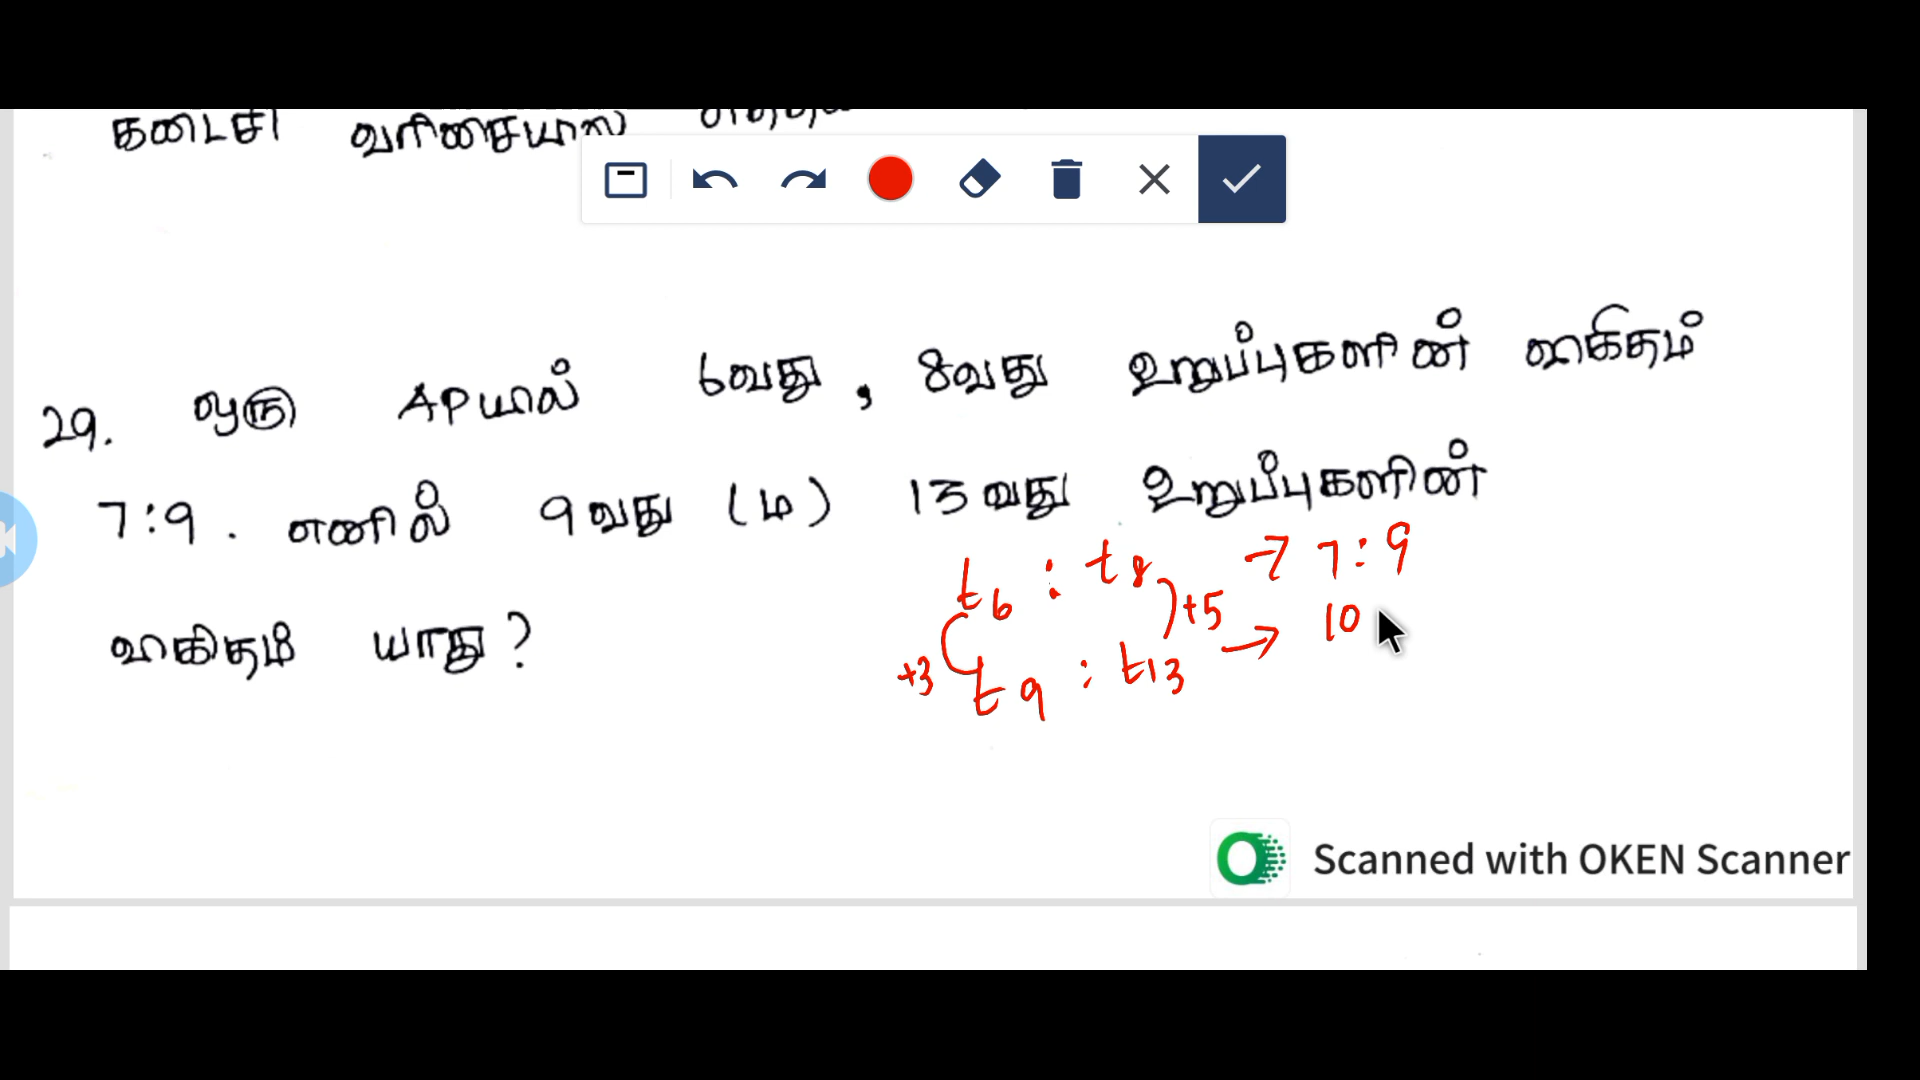 கடைசி வரிசையில்
29. ஒரு APயில் 6வது , 8வது உறுப்புகளின் விகிதம்
7:9 . எனில் 9வது (ம) 13வது உறுப்புகளின்
விகிதம் யாது?
t6 : t8 → 7:9
+3 +5
t9 : t13 → 10
Scanned with OKEN Scanner